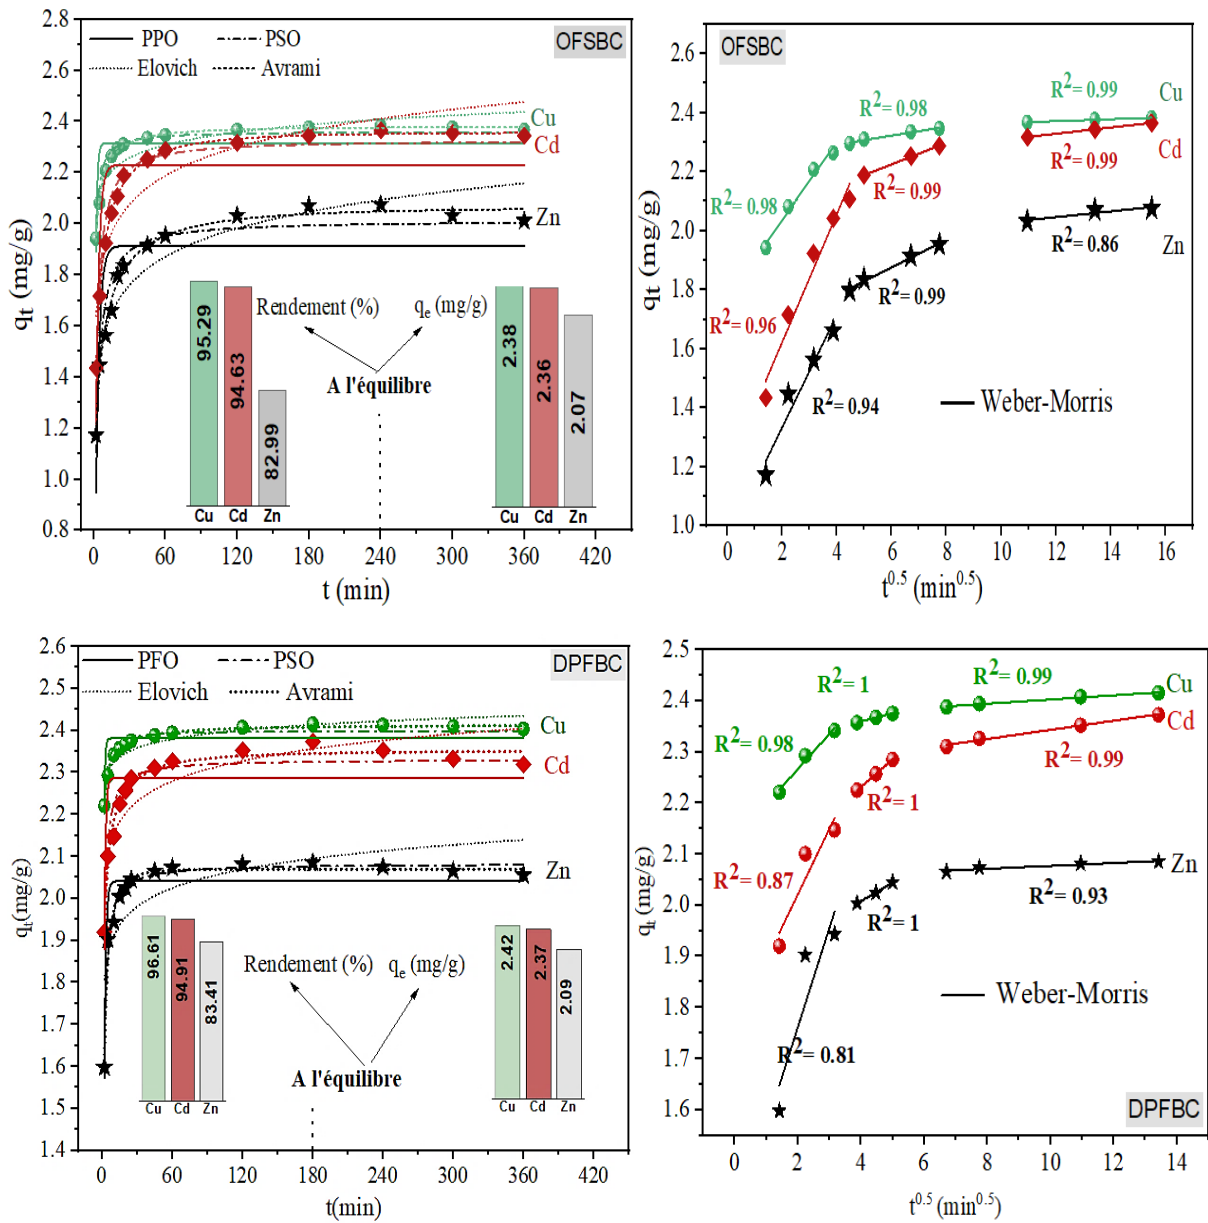 OFSBC
PPO PSO
Elovich Avrami
qt (mg/g)
2.8
2.6
2.4
2.2
2.0
1.8
1.6
1.4
1.2
1.0
0.8
Cu
Cd
Zn
Rendement (%) qe (mg/g)
A l'équilibre
95.29
94.63
82.99
Cu Cd Zn
2.38
2.36
2.07
Cu Cd Zn
0 60 120 180 240 300 360 420
t (min)
OFSBC
qt (mg/g)
2.6
2.4
2.2
2.0
1.8
1.6
1.4
1.2
1.0
R2= 0.99
R2= 0.98
Cu
Cd
R2= 0.99
R2= 0.99
R2= 0.98
R2= 0.86
Zn
R2= 0.99
R2= 0.96
R2= 0.94
Weber-Morris
0 2 4 6 8 10 12 14 16
t0.5 (min0.5)
2.6
2.5
2.4
2.3
2.2
2.1
2.0
1.9
1.8
1.7
1.6
1.5
1.4
qt(mg/g)
PFO PSO
DPFBC
Elovich Avrami
Cu
Cd
Zn
Rendement (%) qe (mg/g)
A l'équilibre
96.61
94.91
83.41
Cu Cd Zn
2.42
2.37
2.09
Cu Cd Zn
0 60 120 180 240 300 360 420
t(min)
2.5
2.4
2.3
2.2
2.1
2.0
1.9
1.8
1.7
1.6
qt (mg/g)
R2= 1
R2= 0.99
Cu
Cd
R2= 0.98
R2= 0.99
R2= 1
R2= 0.87
Zn
R2= 0.93
R2= 1
Weber-Morris
R2= 0.81
DPFBC
0 2 4 6 8 10 12 14
t0.5 (min0.5)